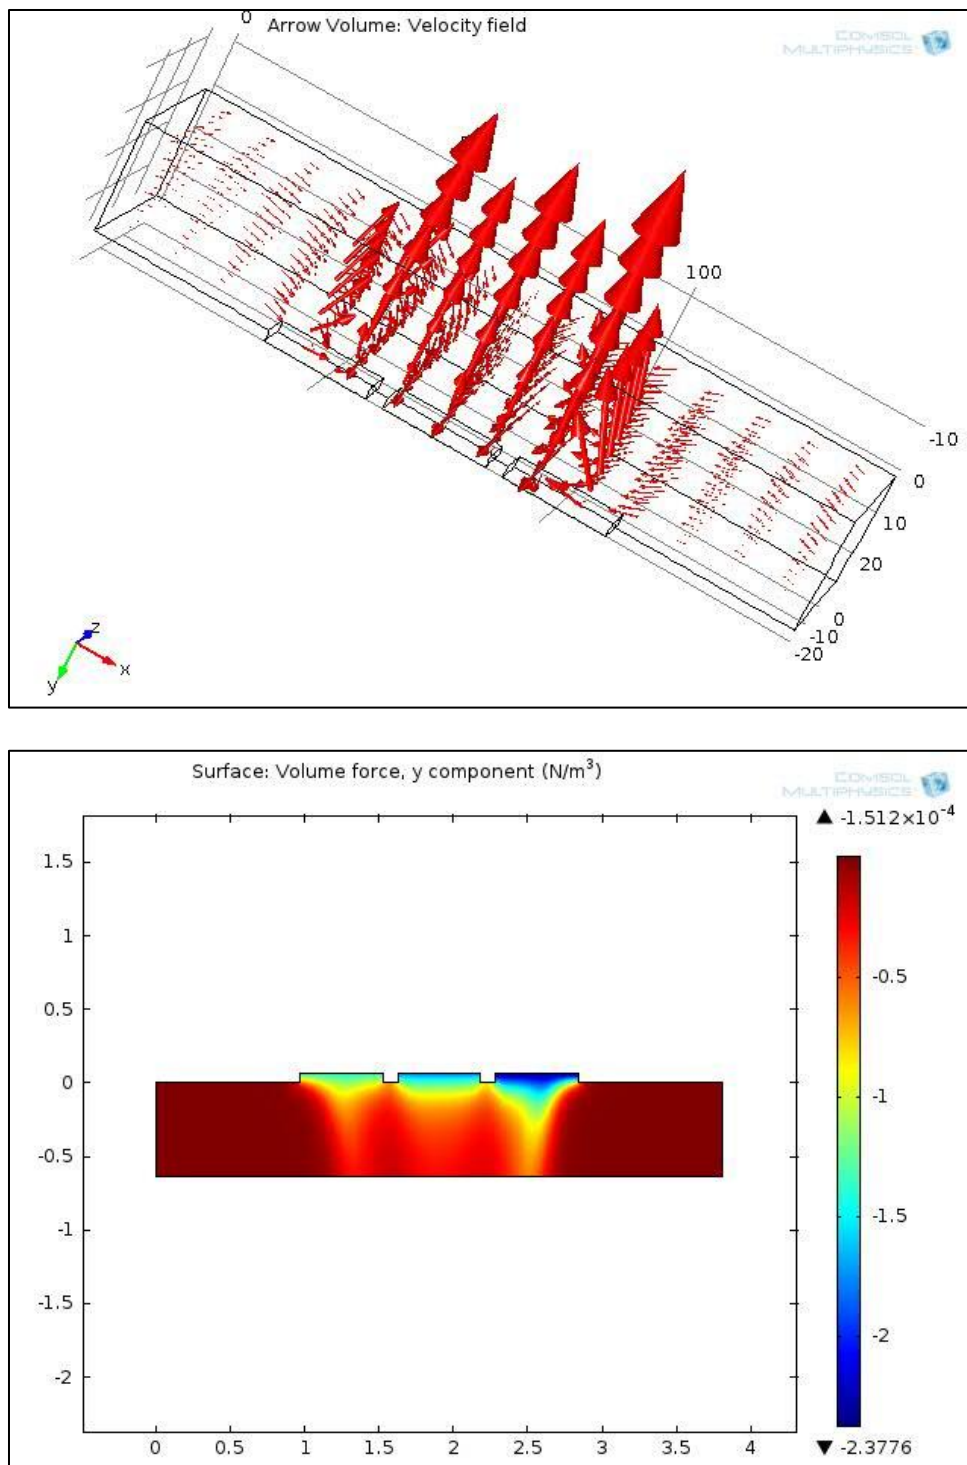 0
Arrow Volume: Velocity field
COMSOL
MULTIPHYSICS
100
-10
0
10
20
0
-10
-20
z
x
y
Surface: Volume force, y component (N/m³)
COMSOL
MULTIPHYSICS
▲ -1.512×10⁻⁴
1.5
1
0.5
0
-0.5
-1
-1.5
-2
-0.5
-1
-1.5
-2
0 0.5 1 1.5 2 2.5 3 3.5 4
▼ -2.3776